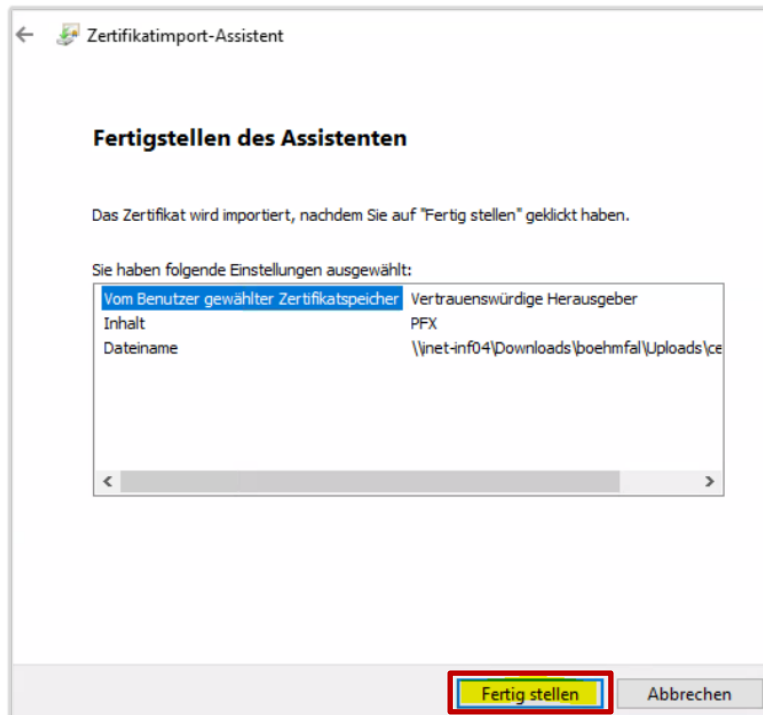 Zertifikatimport-Assistent
Fertigstellen des Assistenten
Das Zertifikat wird importiert, nachdem Sie auf "Fertig stellen" geklickt haben.
Sie haben folgende Einstellungen ausgewählt:
Vom Benutzer gewählter Zertifikatspeicher Vertrauenswürdige Herausgeber
Inhalt PFX
Dateiname \\inet-inf04\Downloads\boehmfal\Uploads\ce
Fertig stellen Abbrechen